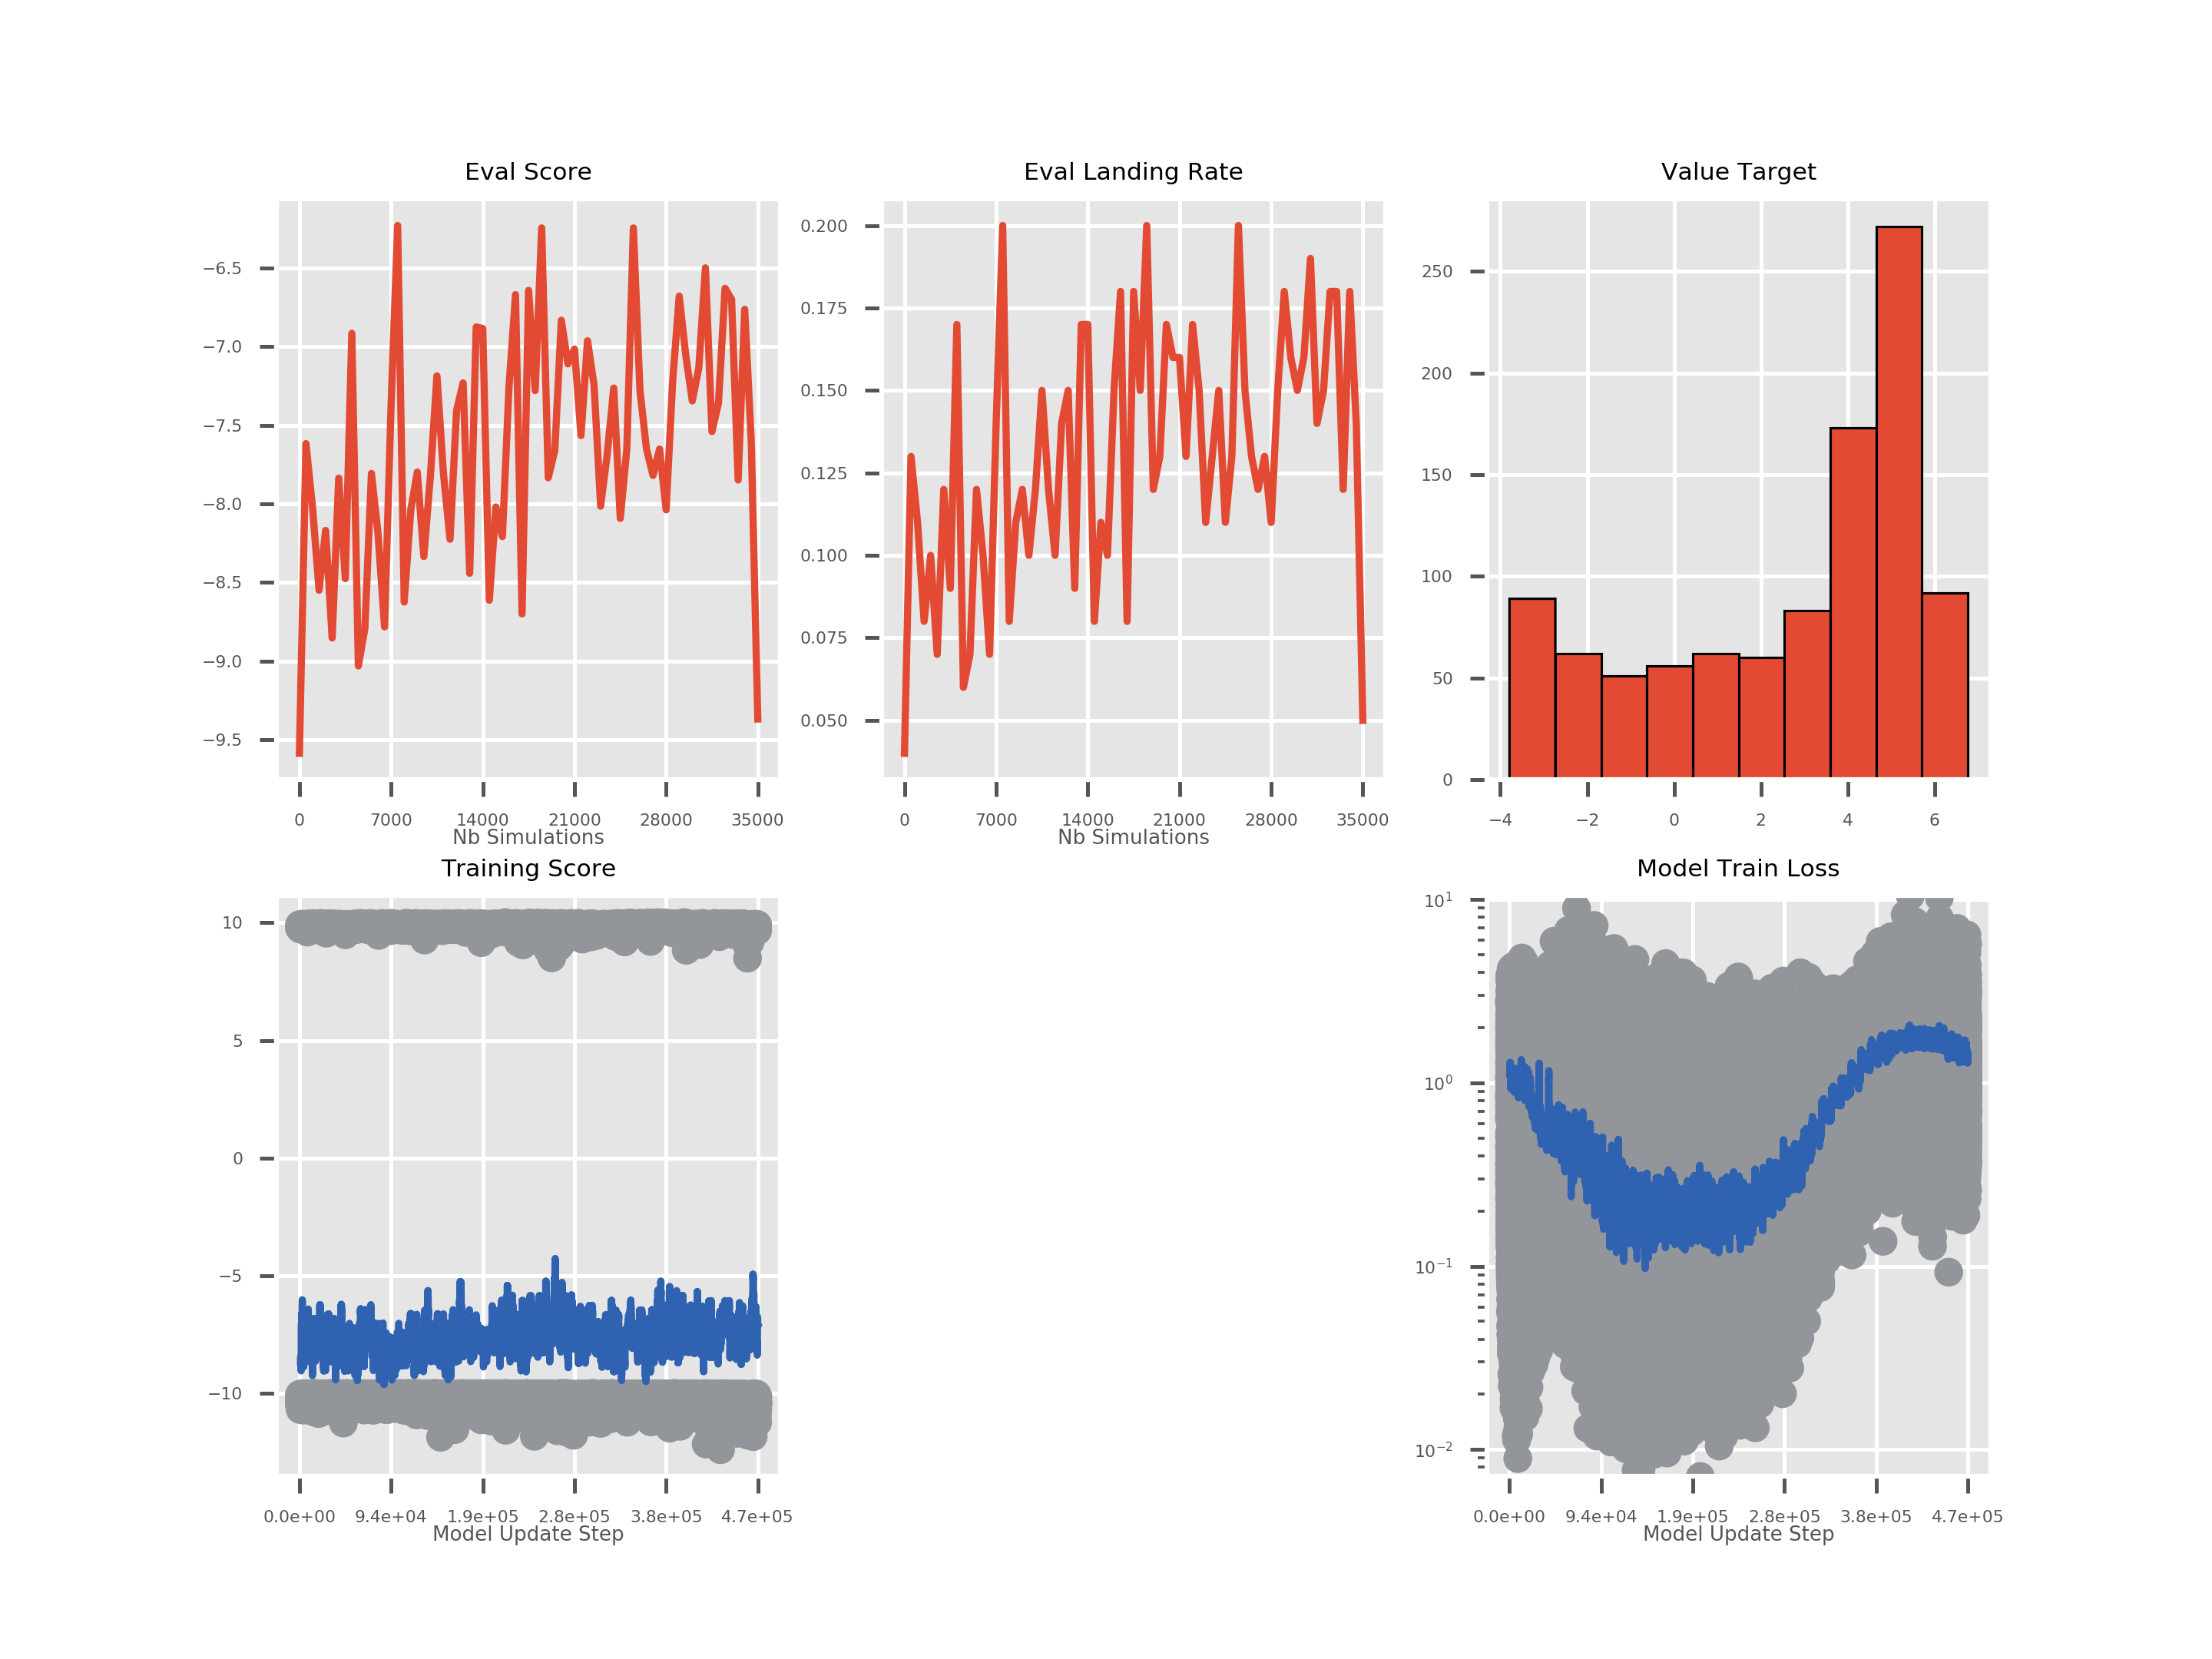 Eval Score
−6.5
−7.0
−7.5
−8.0
−8.5
−9.0
−9.5
0 7000 14000 21000 28000 35000
Nb Simulations
Eval Landing Rate
0.200
0.175
0.150
0.125
0.100
0.075
0.050
0 7000 14000 21000 28000 35000
Nb Simulations
Value Target
250
200
150
100
50
0
−4 −2 0 2 4 6
Training Score
10
5
0
−5
−10
0.0e+00 9.4e+04 1.9e+05 2.8e+05 3.8e+05 4.7e+05
Model Update Step
Model Train Loss
10¹
10⁰
10⁻¹
10⁻²
0.0e+00 9.4e+04 1.9e+05 2.8e+05 3.8e+05 4.7e+05
Model Update Step